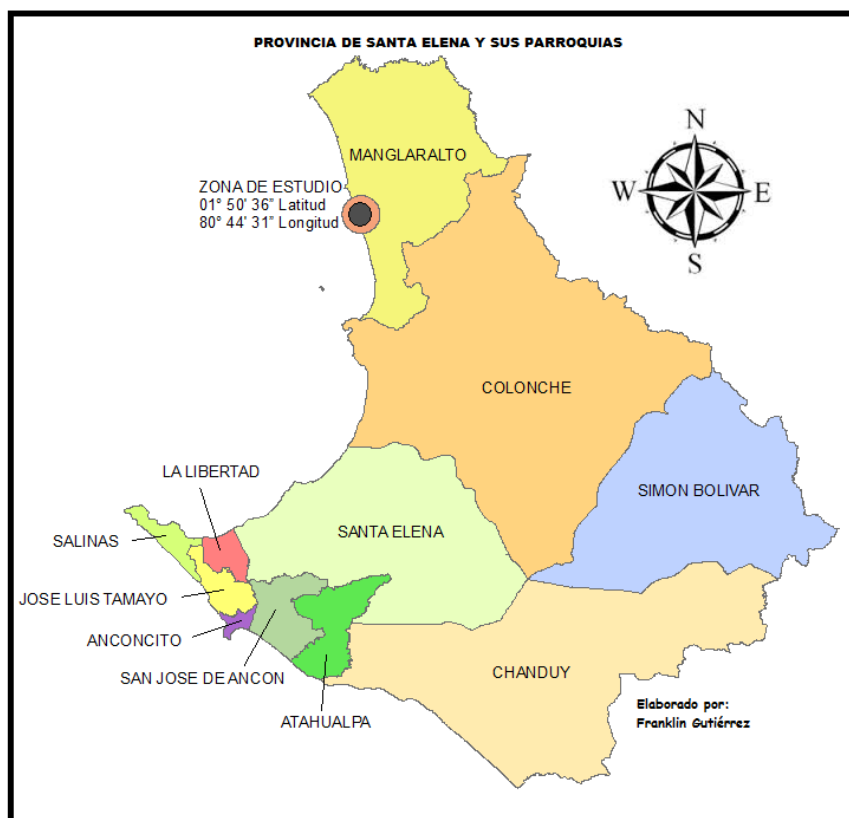 PROVINCIA DE SANTA ELENA Y SUS PARROQUIAS
N
W
E
S
MANGLARALTO
ZONA DE ESTUDIO
01° 50' 36" Latitud
80° 44' 31" Longitud
COLONCHE
LA LIBERTAD
SIMON BOLIVAR
SANTA ELENA
SALINAS
JOSE LUIS TAMAYO
ANCONCITO
SAN JOSE DE ANCON
CHANDUY
ATAHUALPA
Elaborado por:
Franklin Gutiérrez